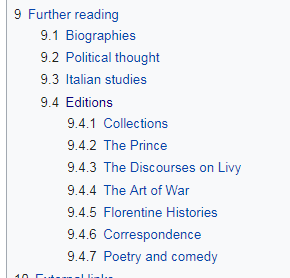 9 Further reading
9.1 Biographies
9.2 Political thought
9.3 Italian studies
9.4 Editions
9.4.1 Collections
9.4.2 The Prince
9.4.3 The Discourses on Livy
9.4.4 The Art of War
9.4.5 Florentine Histories
9.4.6 Correspondence
9.4.7 Poetry and comedy
10 External links